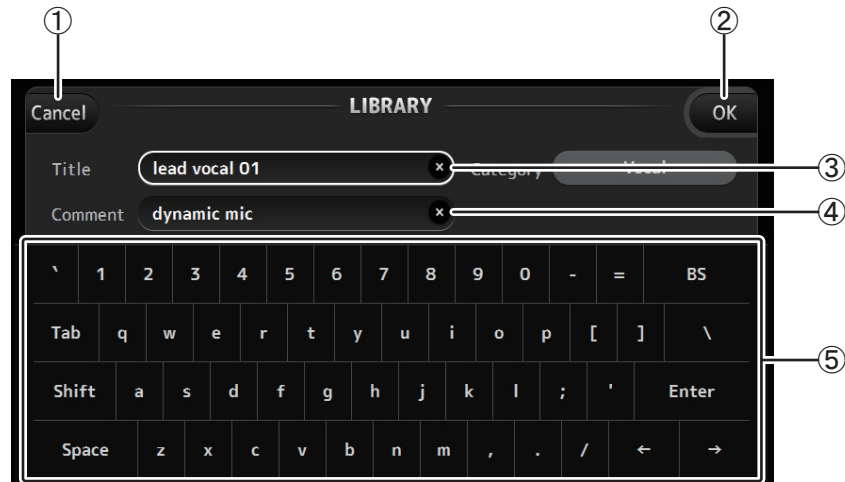 ① ②
Cancel LIBRARY OK
Title lead vocal 01 × Category Vocal ③
Comment dynamic mic × ④
` 1 2 3 4 5 6 7 8 9 0 - = BS
Tab q w e r t y u i o p [ ] \
Shift a s d f g h j k l ; ' Enter ⑤
Space z x c v b n m , . / ← →